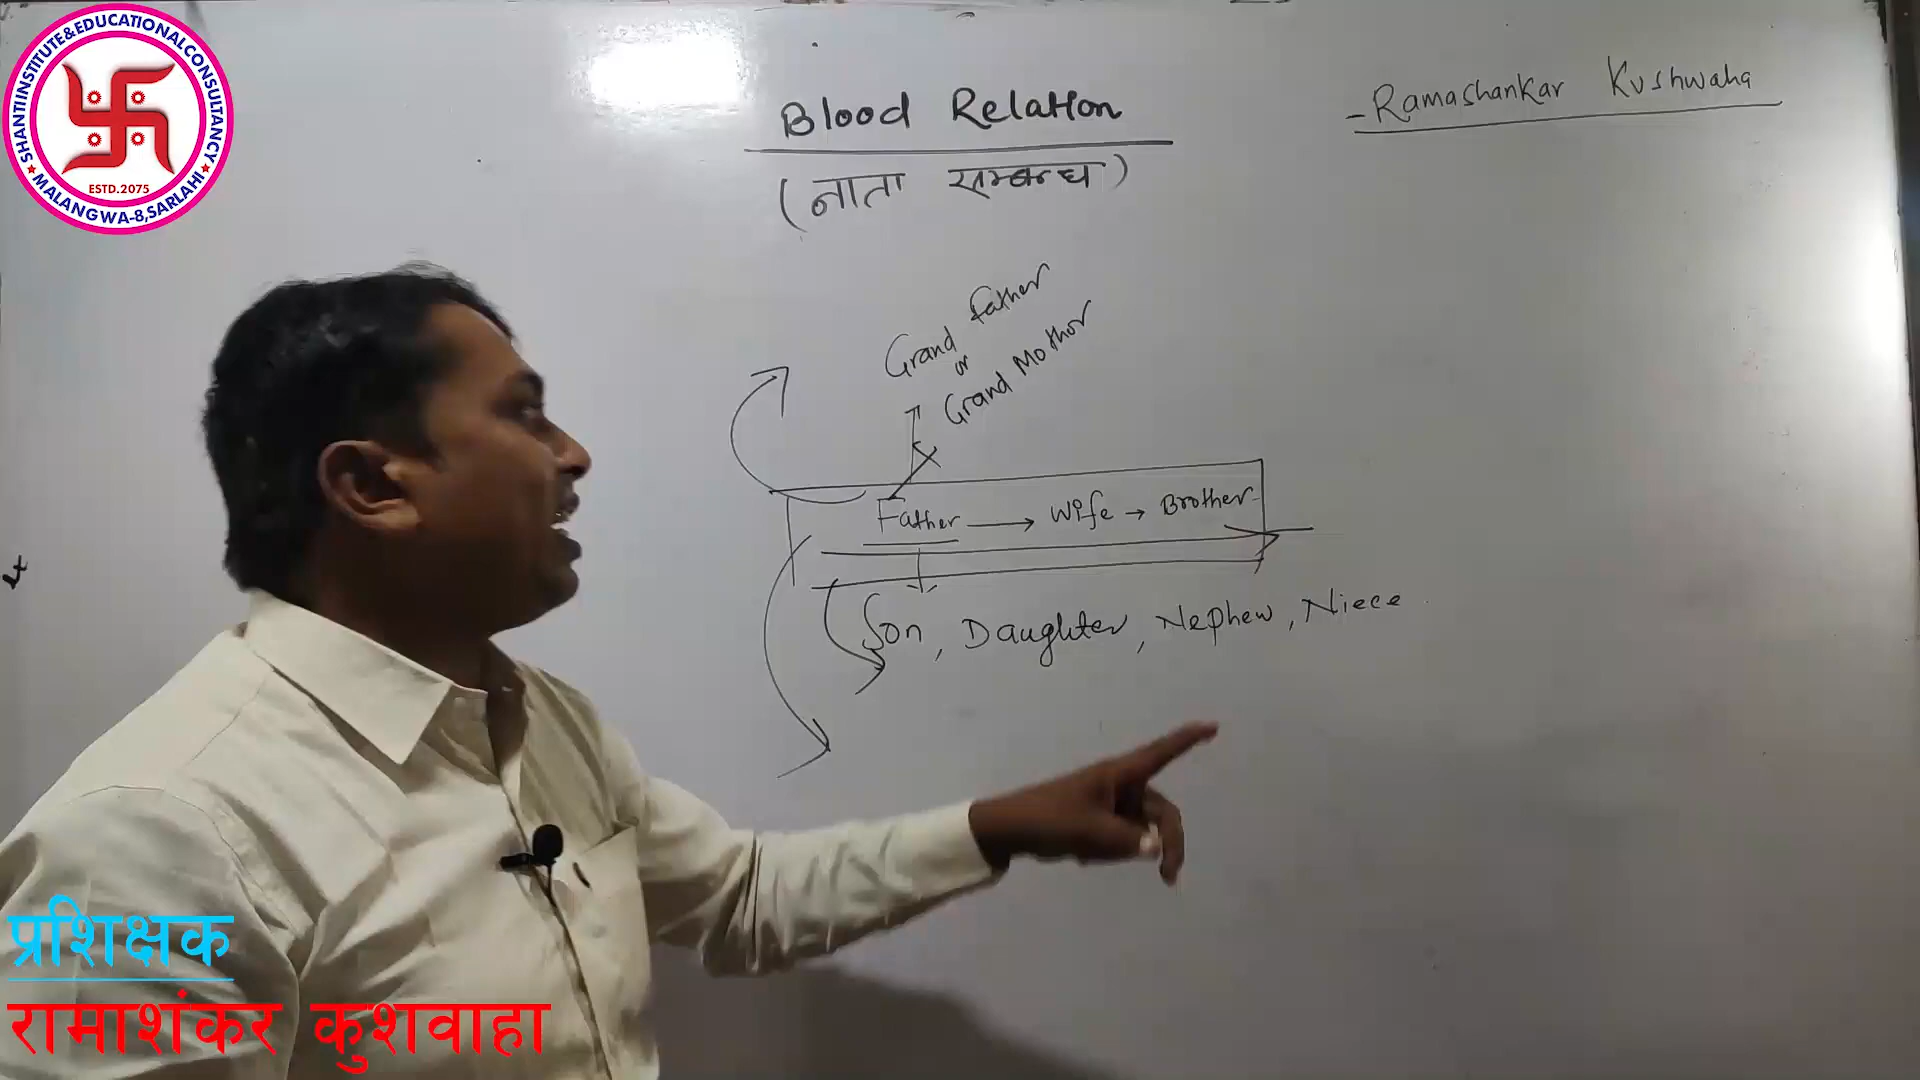 SHANTI INSTITUTE & EDUCATIONAL CONSULTANCY
ESTD.2075
MALANGWA-8,SARLAHI
Blood Relation
(नाता सम्बन्ध)
-Ramashankar Kushwaha
Grand Father
or
Grand Mother
Father → Wife → Brother
Son, Daughter, Nephew, Niece
प्रशिक्षक
रामाशंकर कुशवाहा